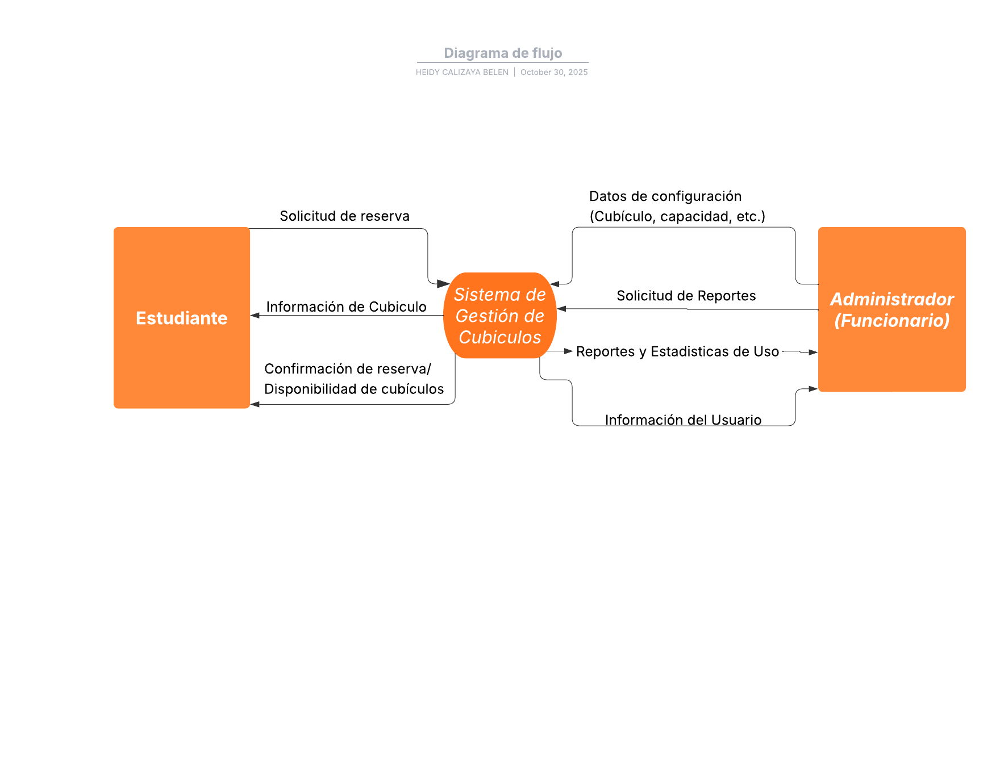 Diagrama de flujo
HEIDY CALIZAYA BELEN | October 30, 2025
Datos de configuración
(Cubículo, capacidad, etc.)
Solicitud de reserva
Sistema de
Gestión de
Cubiculos
Solicitud de Reportes
Administrador
(Funcionario)
Información de Cubiculo
Estudiante
Reportes y Estadisticas de Uso
Confirmación de reserva/
Disponibilidad de cubículos
Información del Usuario